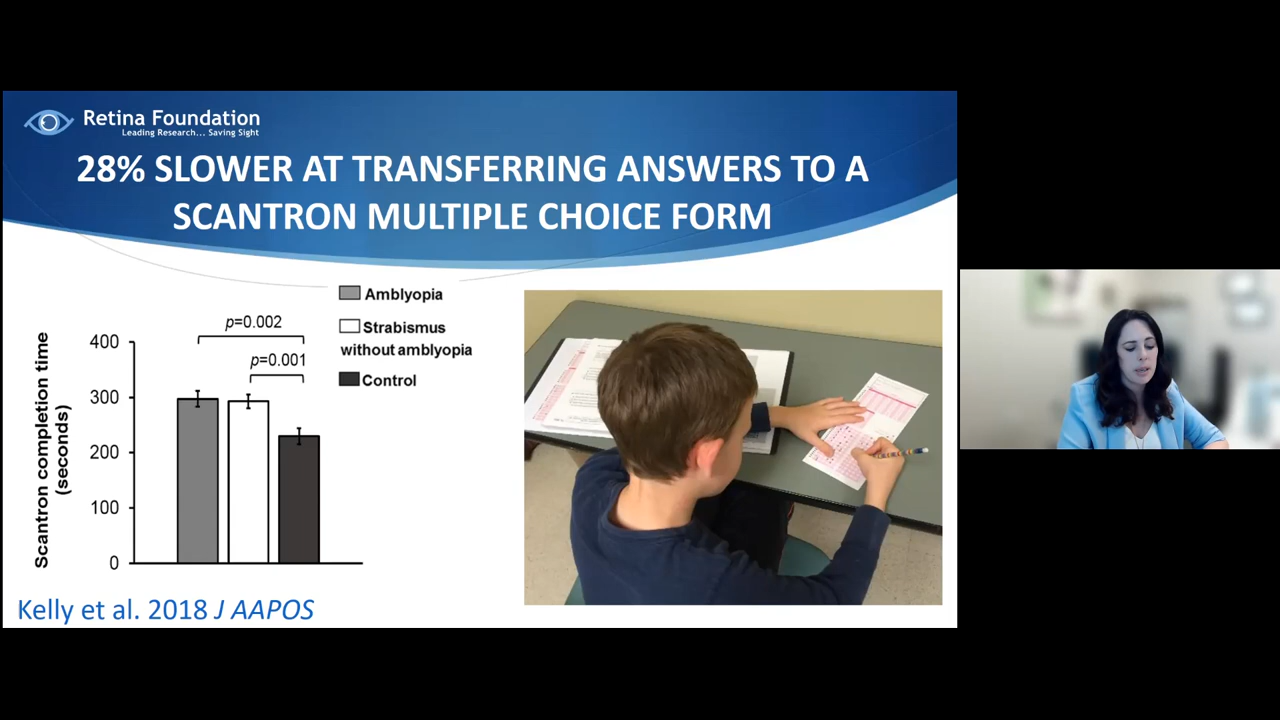 Retina Foundation
Leading Research... Saving Sight
28% SLOWER AT TRANSFERRING ANSWERS TO A
SCANTRON MULTIPLE CHOICE FORM
Amblyopia
Strabismus
without amblyopia
Control
p=0.002
p=0.001
Scantron completion time
(seconds)
400
300
200
100
0
Kelly et al. 2018 J AAPOS